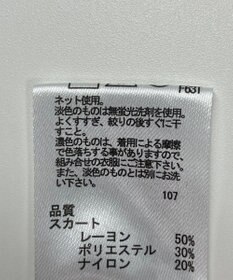 F631
ネット使用。
淡色のものは無蛍光洗剤を使用。
よくすすぎ、絞りの後すぐに干
すこと。
濃色のものは、着用による摩擦
で色落ちする事がありますので、
組み合せの衣服にご注意下さい。
また、淡色のものとは別にお洗
い下さい。
107
品質
スカート
レーヨン 50%
ポリエステル 30%
ナイロン 20%